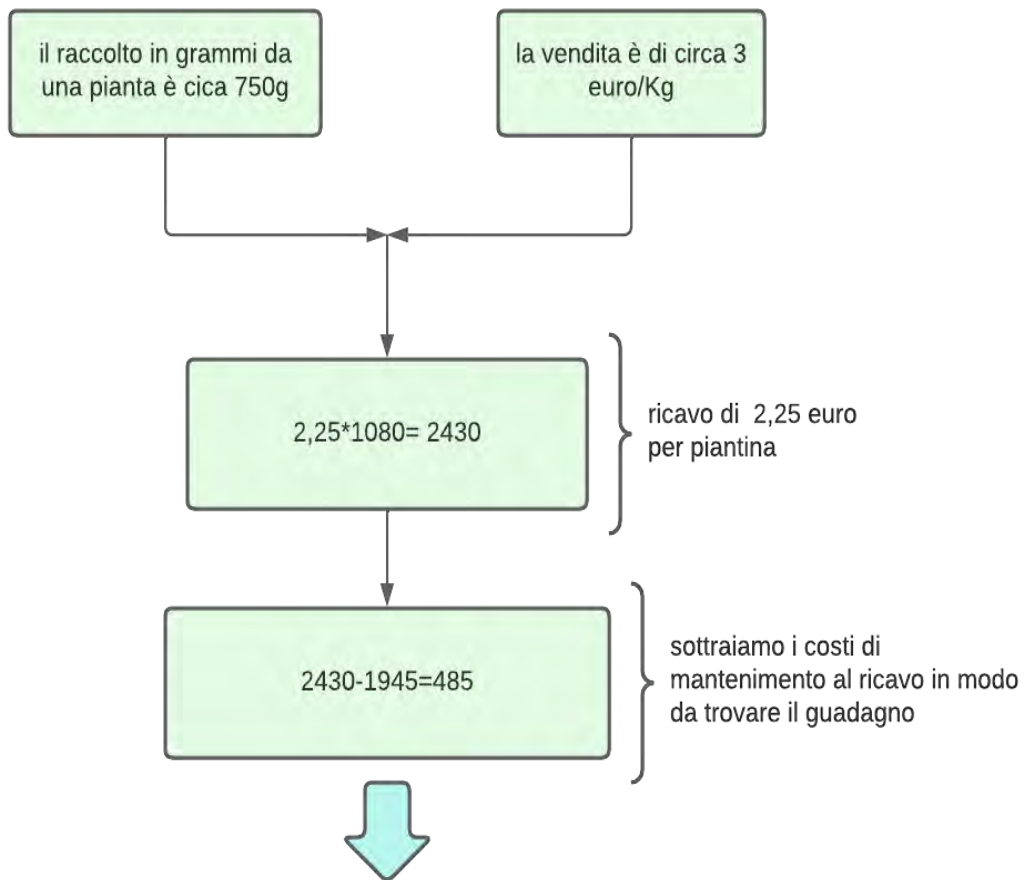 il raccolto in grammi da
una pianta è cica 750g
la vendita è di circa 3
euro/Kg
2,25*1080= 2430
ricavo di  2,25 euro
per piantina
2430-1945=485
sottraiamo i costi di
mantenimento al ricavo in modo
da trovare il guadagno